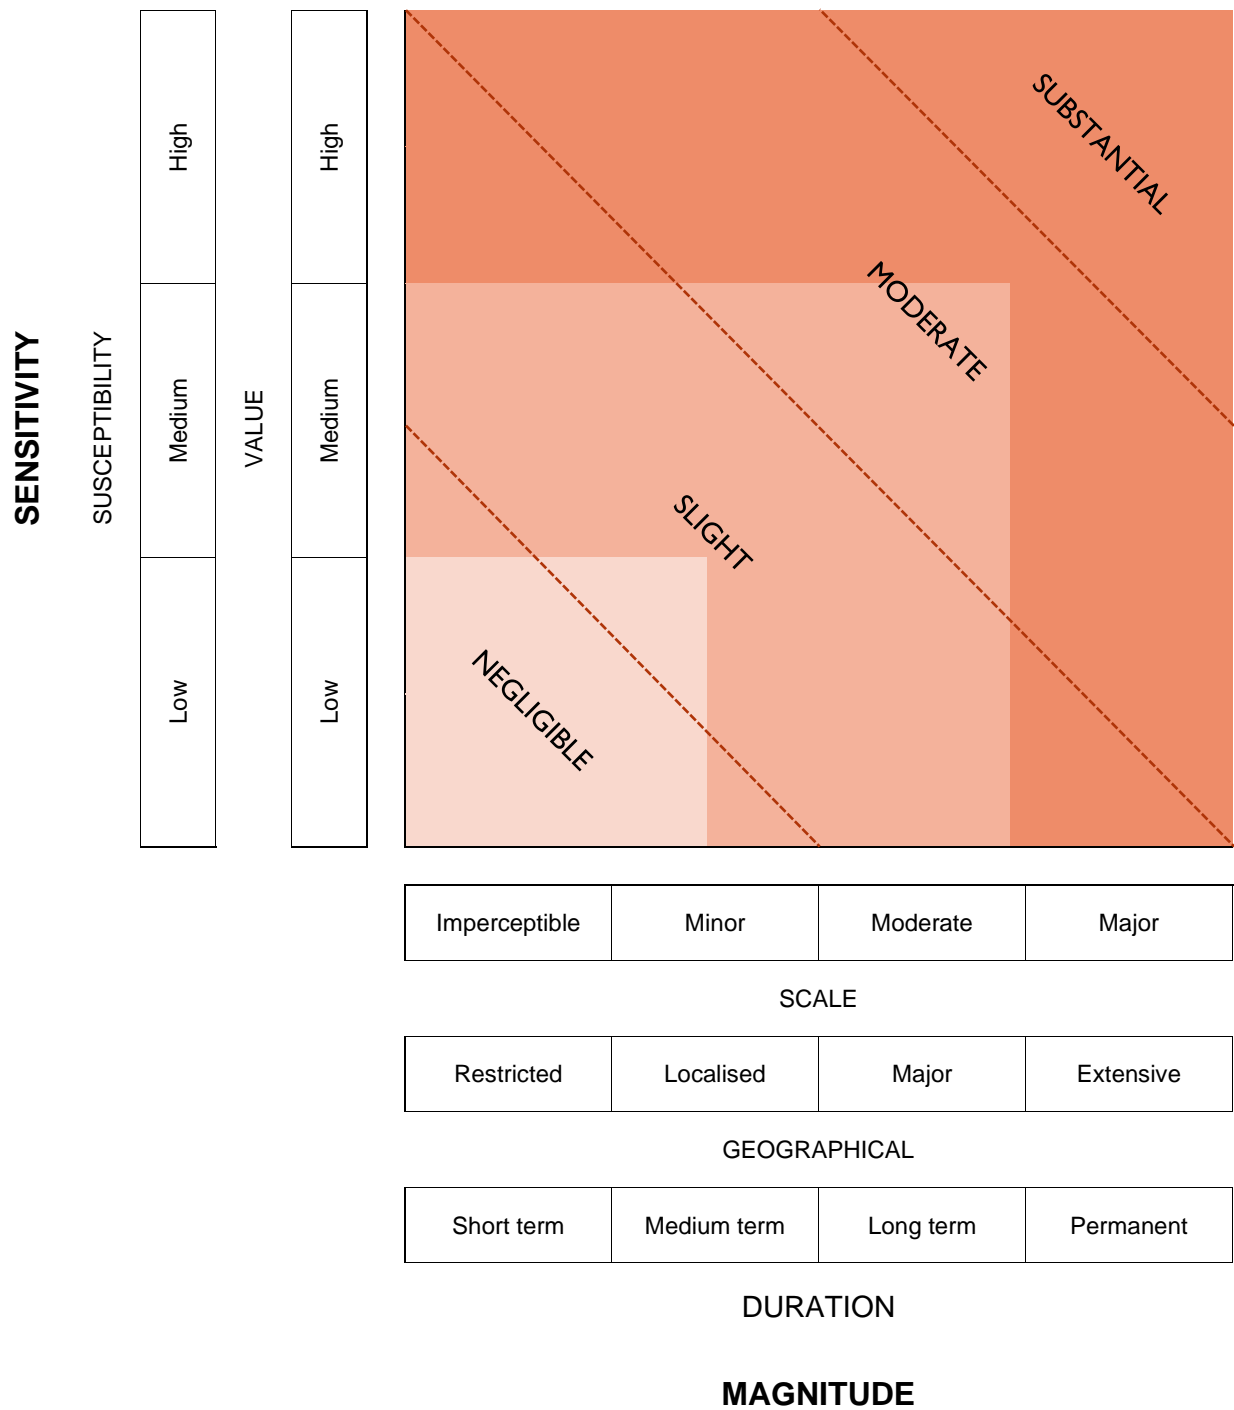 SENSITIVITY
SUSCEPTIBILITY
High
Medium
Low
VALUE
High
Medium
Low
SUBSTANTIAL
MODERATE
SLIGHT
NEGLIGIBLE
Imperceptible Minor Moderate Major
SCALE
Restricted Localised Major Extensive
GEOGRAPHICAL
Short term Medium term Long term Permanent
DURATION
MAGNITUDE